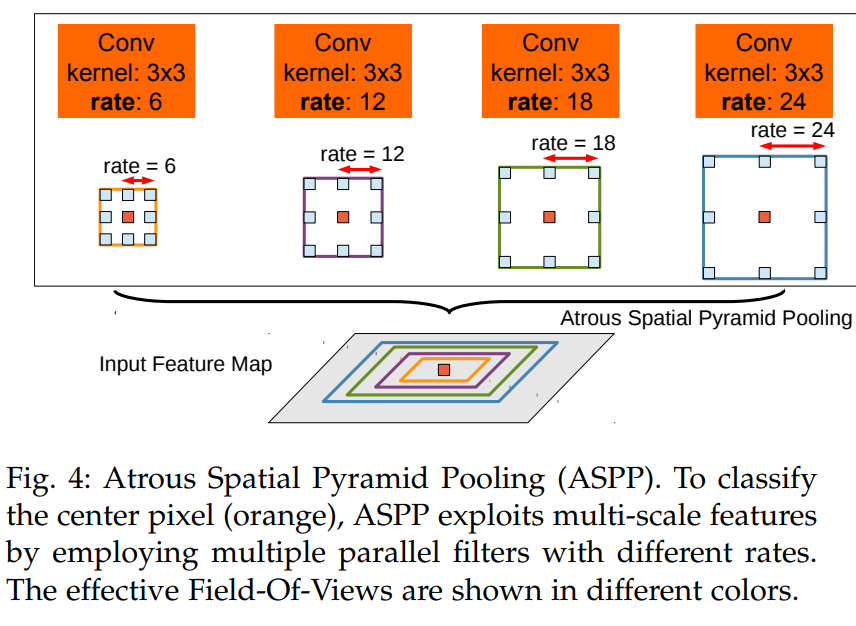 Conv
kernel: 3x3
rate: 6
Conv
kernel: 3x3
rate: 12
Conv
kernel: 3x3
rate: 18
Conv
kernel: 3x3
rate: 24
rate = 6
rate = 12
rate = 18
rate = 24
Atrous Spatial Pyramid Pooling
Input Feature Map
Fig. 4: Atrous Spatial Pyramid Pooling (ASPP). To classify
the center pixel (orange), ASPP exploits multi-scale features
by employing multiple parallel filters with different rates.
The effective Field-Of-Views are shown in different colors.